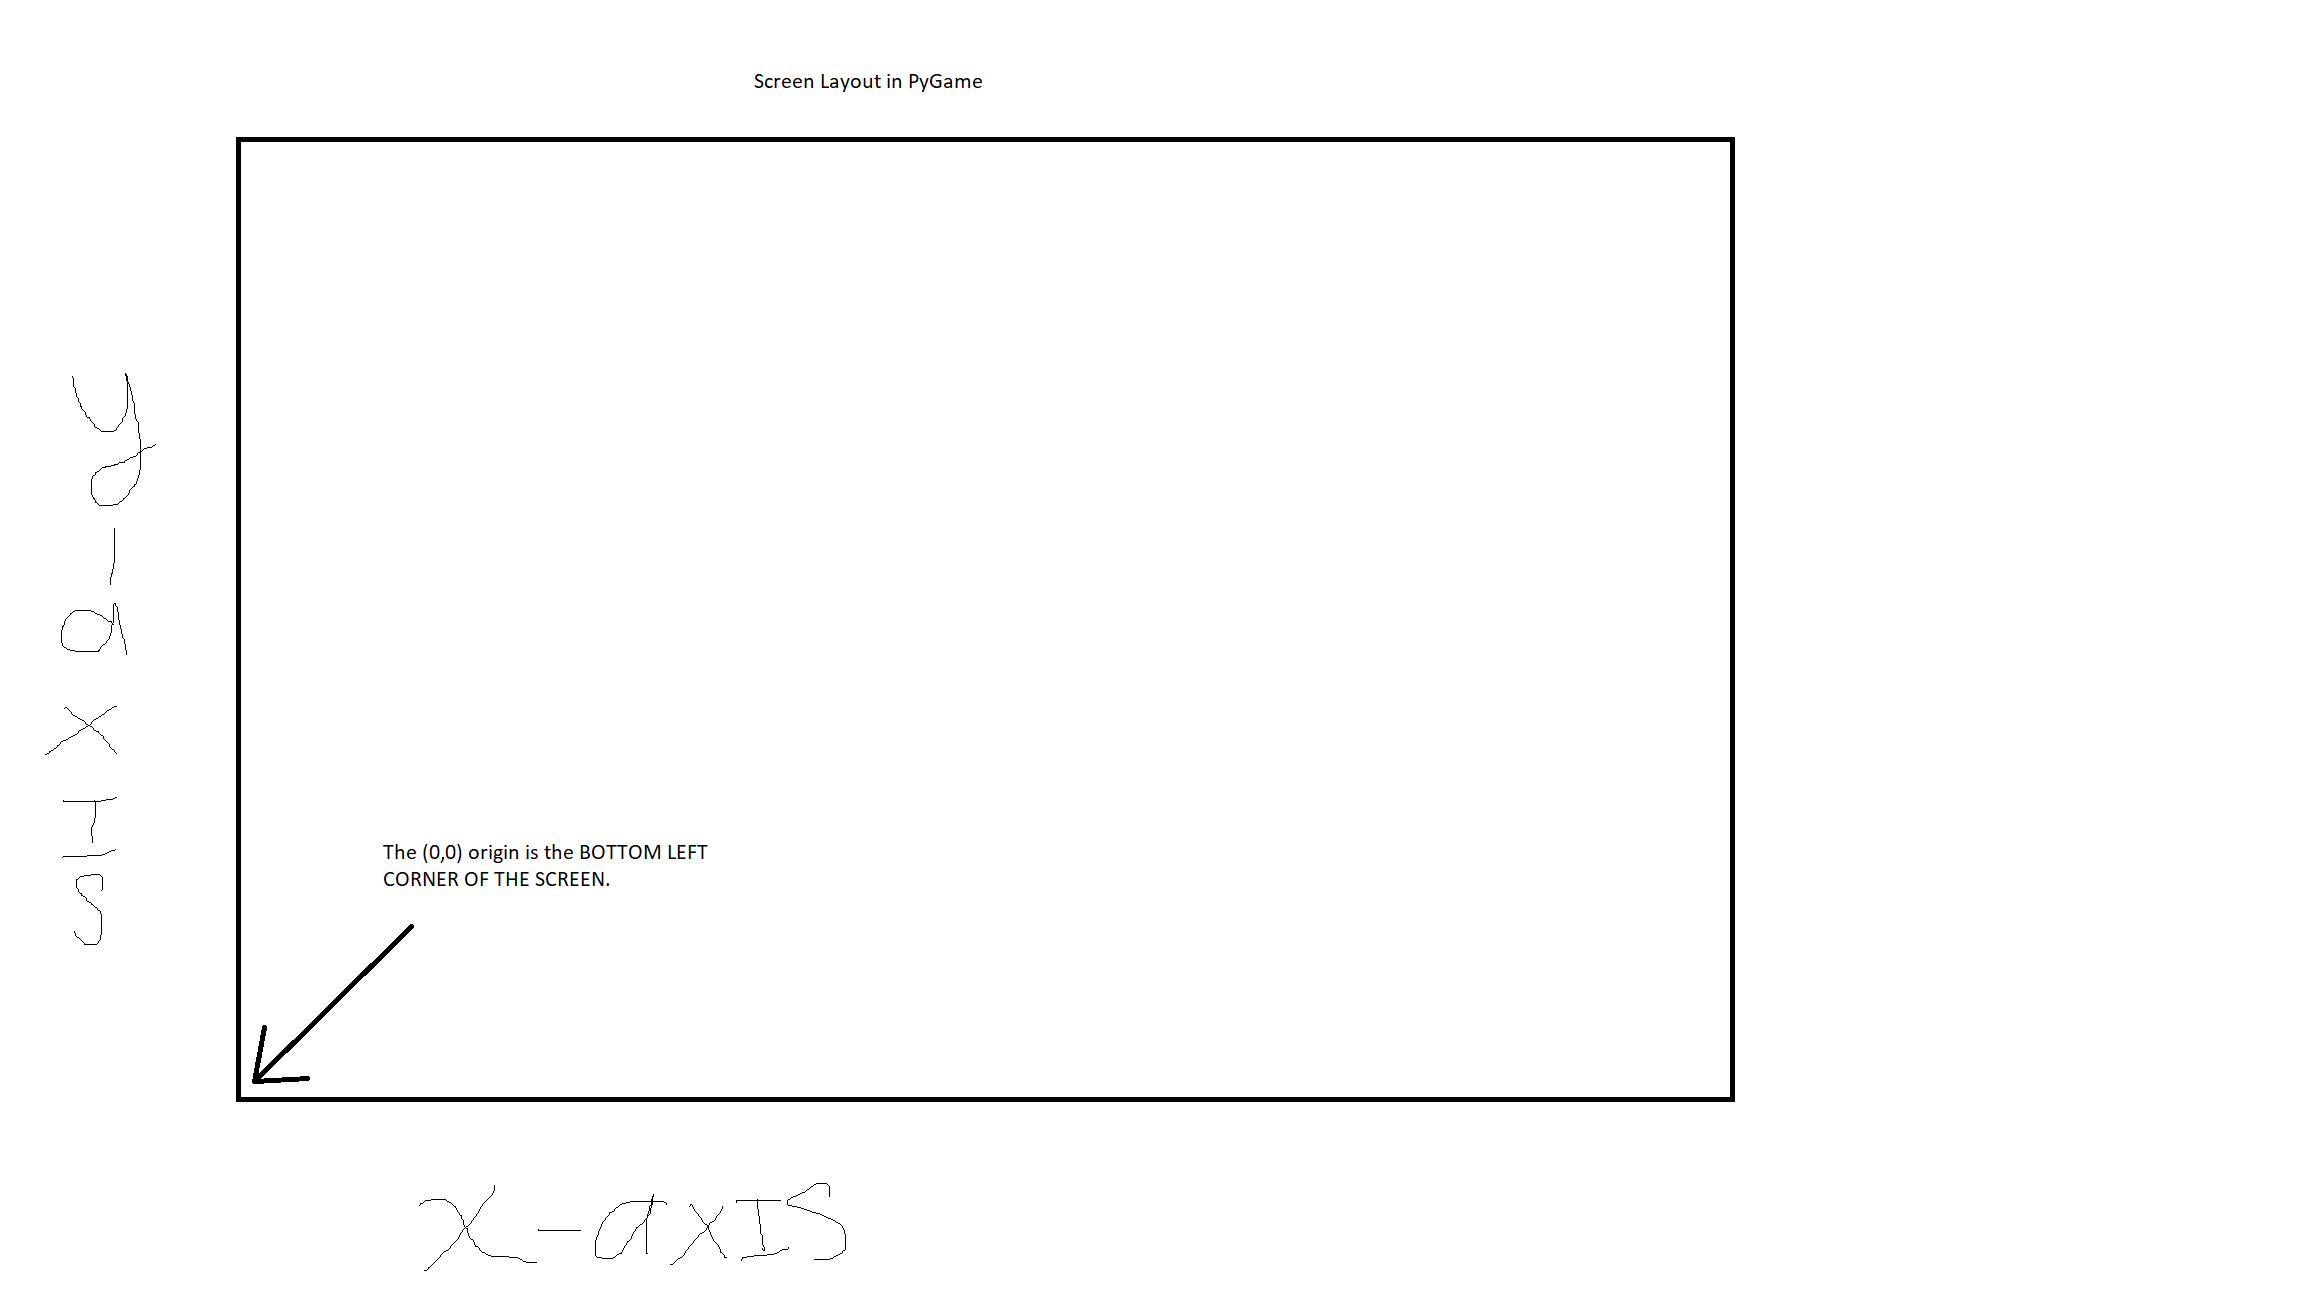 Screen Layout in PyGame
y-axIs
The (0,0) origin is the BOTTOM LEFT
CORNER OF THE SCREEN.
x-axIS